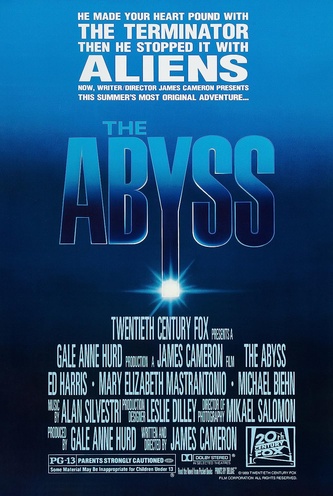 HE MADE YOUR HEART POUND WITH
THE TERMINATOR
THEN HE STOPPED IT WITH
ALIENS
NOW, WRITER/DIRECTOR JAMES CAMERON PRESENTS
THIS SUMMER'S MOST ORIGINAL ADVENTURE...
THE
ABYSS
TWENTIETH CENTURY FOX PRESENTS A
GALE ANNE HURD PRODUCTION A JAMES CAMERON FILM THE ABYSS
ED HARRIS • MARY ELIZABETH MASTRANTONIO • MICHAEL BIEHN
MUSIC BY ALAN SILVESTRI PRODUCTION DESIGNER LESLIE DILLEY DIRECTOR OF PHOTOGRAPHY MIKAEL SALOMON
PRODUCED BY GALE ANNE HURD WRITTEN AND DIRECTED BY JAMES CAMERON
PG-13 PARENTS STRONGLY CAUTIONED
Some Material May Be Inappropriate for Children Under 13
DOLBY STEREO
IN SELECTED THEATRES
20th
CENTURY
FOX